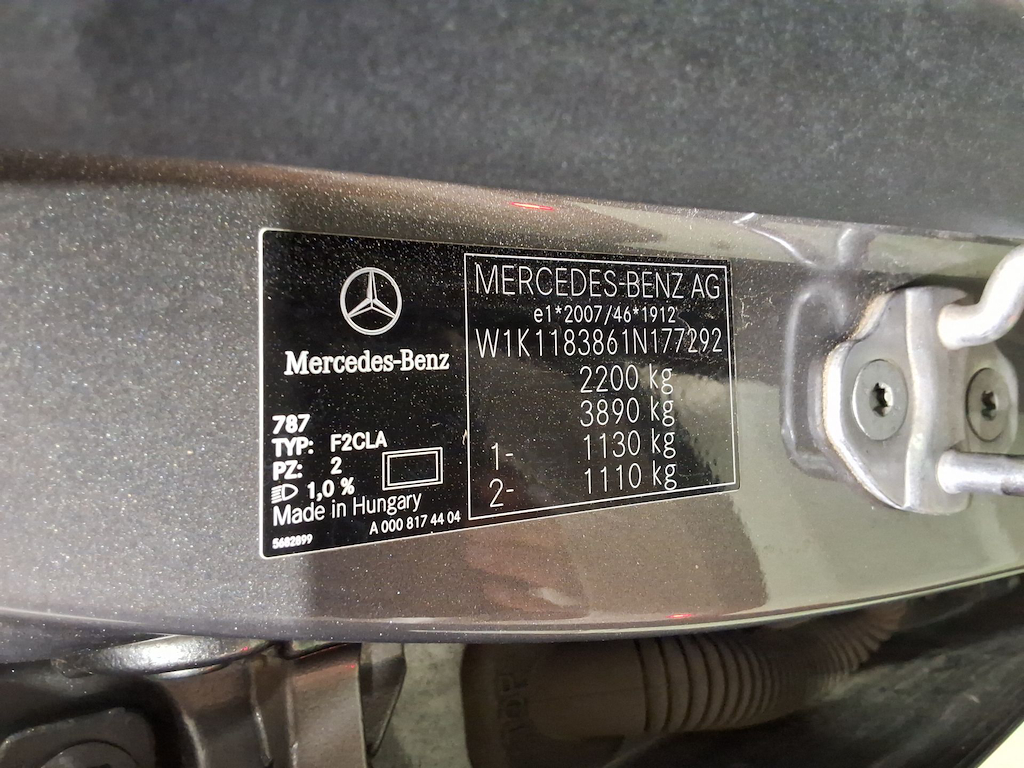 Mercedes-Benz
787
TYP: F2CLA
PZ: 2
1,0 %
Made in Hungary
A 000 817 44 04
5682899
MERCEDES-BENZ AG
e1*2007/46*1912
W1K1183861N177292
2200 kg
3890 kg
1- 1130 kg
2- 1110 kg